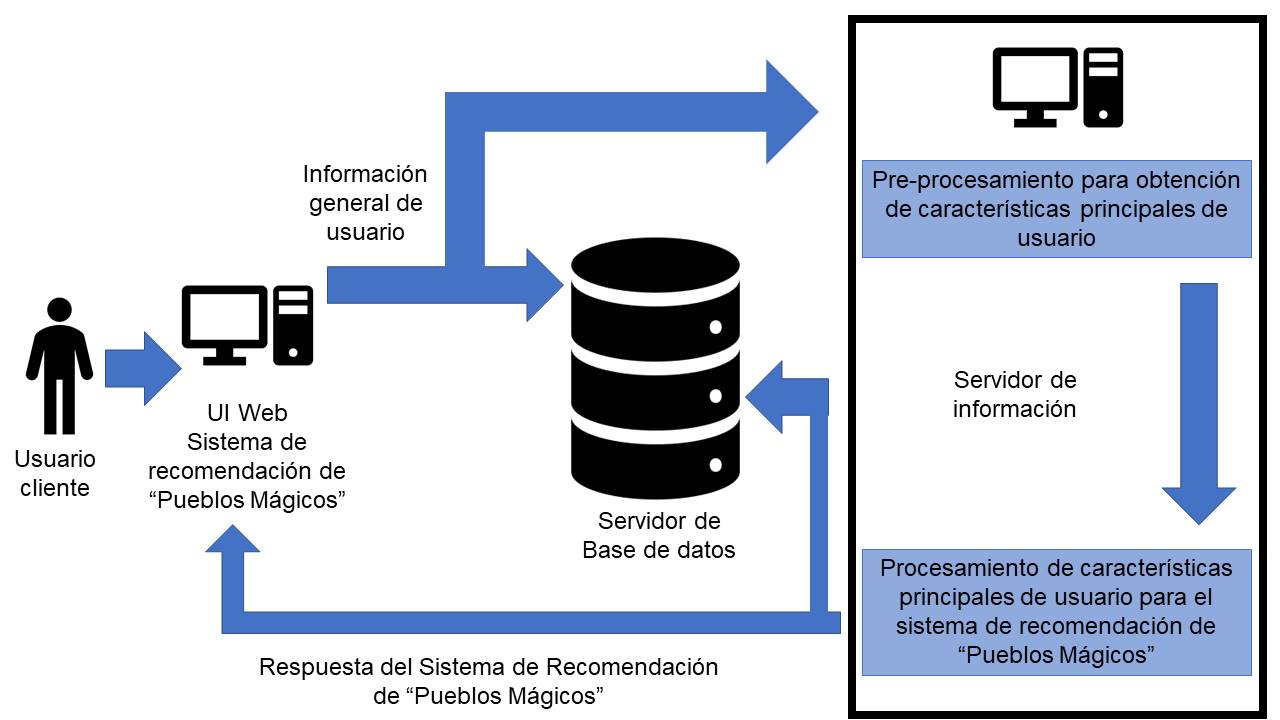 Información
general de
usuario
Pre-procesamiento para obtención
de características principales de
usuario
Usuario
cliente
UI Web
Sistema de
recomendación de
“Pueblos Mágicos”
Servidor de
Base de datos
Servidor de
información
Procesamiento de características
principales de usuario para el
sistema de recomendación de
“Pueblos Mágicos”
Respuesta del Sistema de Recomendación
de “Pueblos Mágicos”